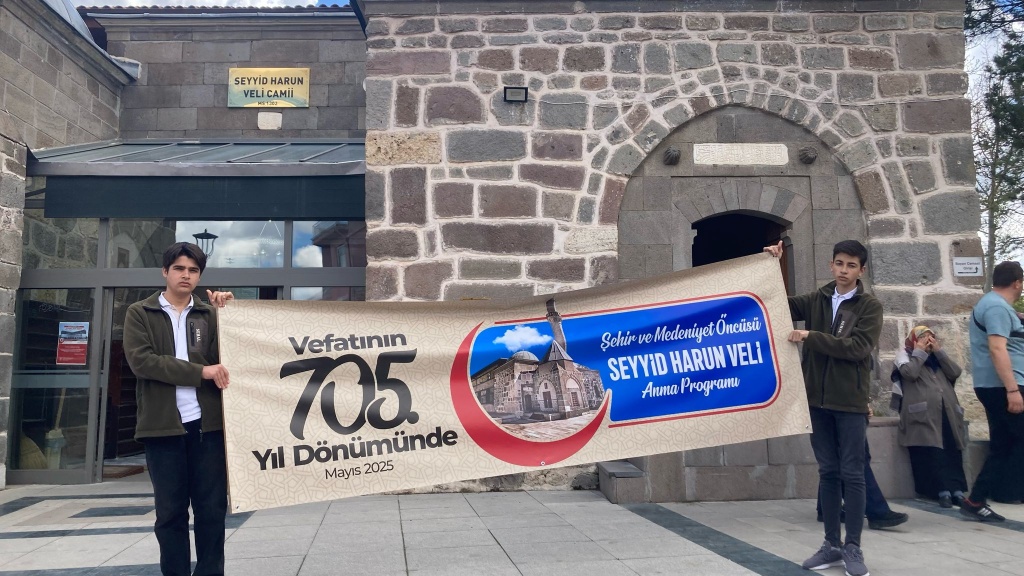 SEYYİD HARUN
VELİ CAMİİ
Vefatının
705.
Yıl Dönümünde
Mayıs 2025
Şehir ve Medeniyet Öncüsü
SEYYİD HARUN VELİ
Anma Programı